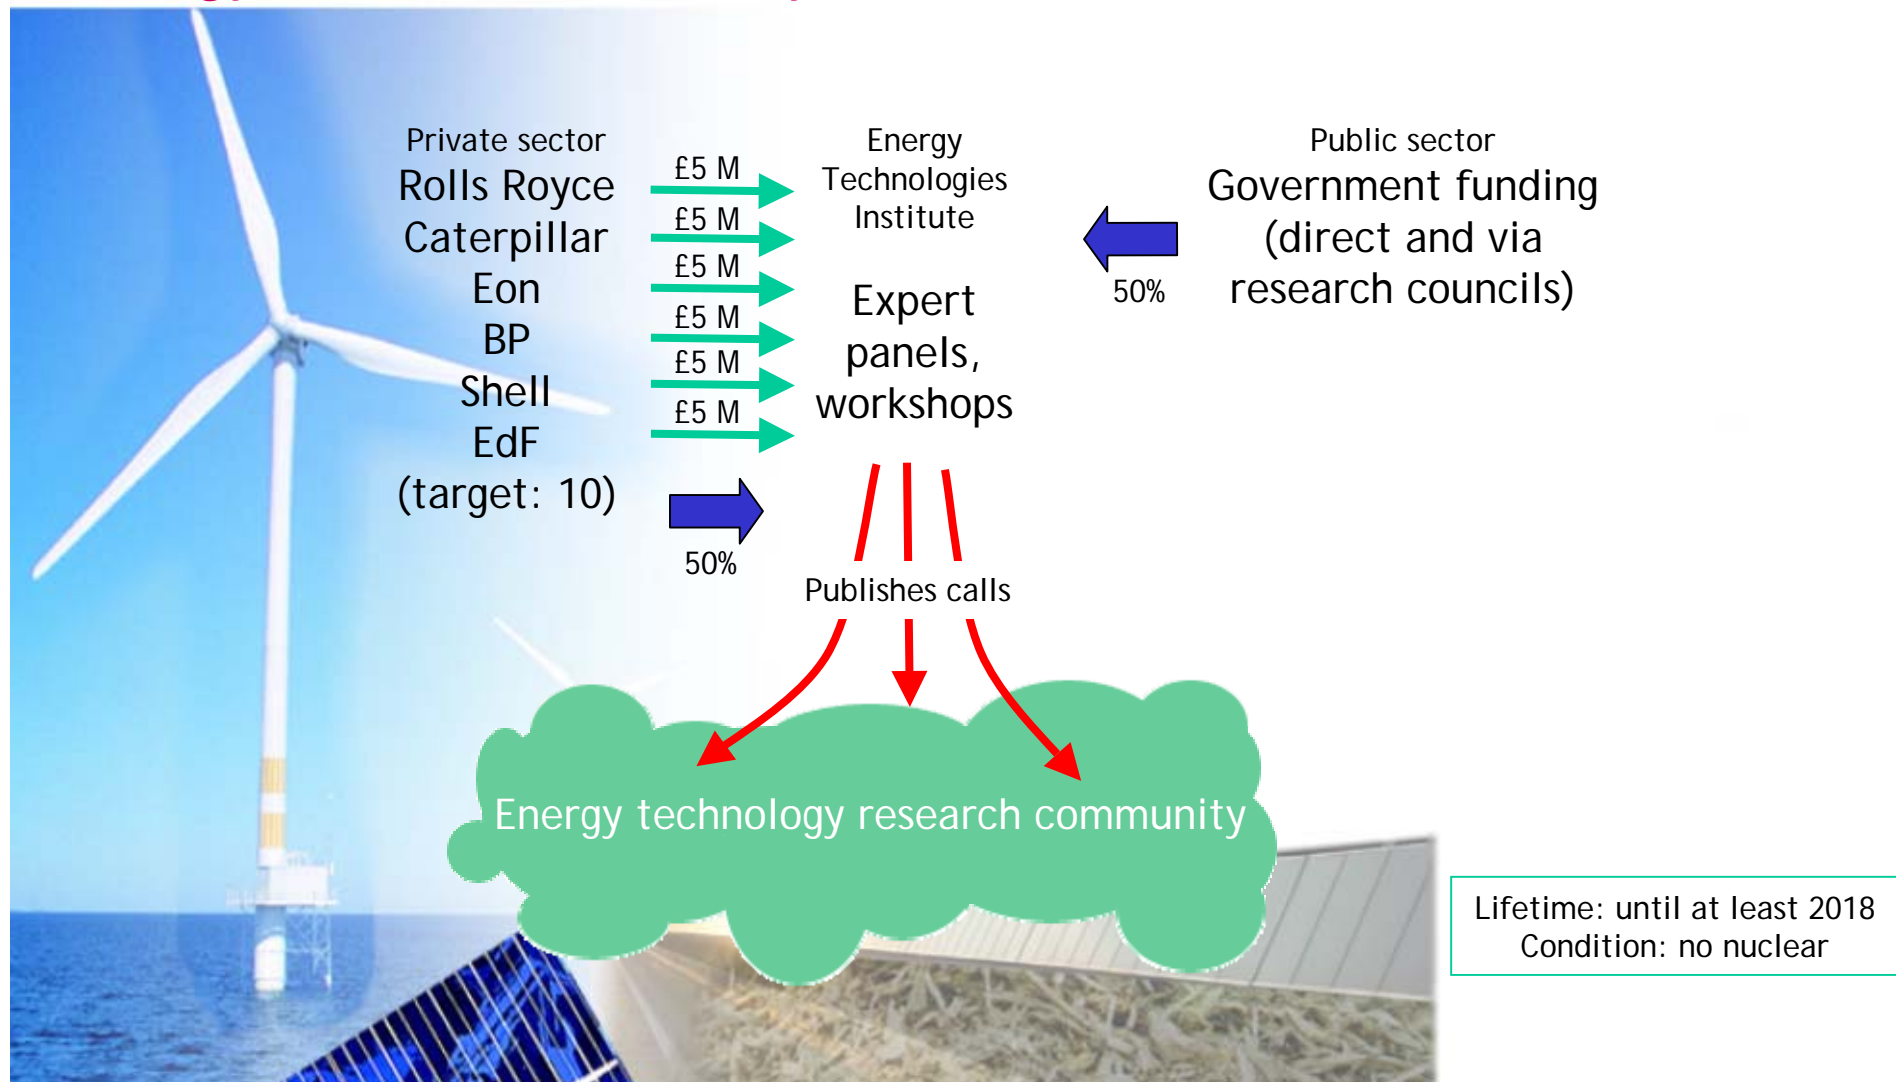 Private sector
Rolls Royce
Caterpillar
Eon
BP
Shell
EdF
(target: 10)
£5 M
£5 M
£5 M
£5 M
£5 M
£5 M
50%
Energy
Technologies
Institute
Expert
panels,
workshops
50%
Public sector
Government funding
(direct and via
research councils)
Publishes calls
Energy technology research community
Lifetime: until at least 2018
Condition: no nuclear